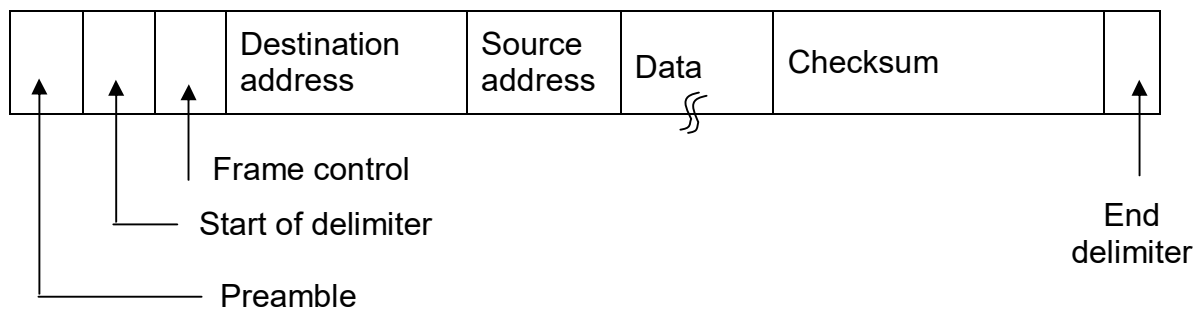 Destination
address
Source
address
Data
Checksum
Frame control
Start of delimiter
Preamble
End
delimiter